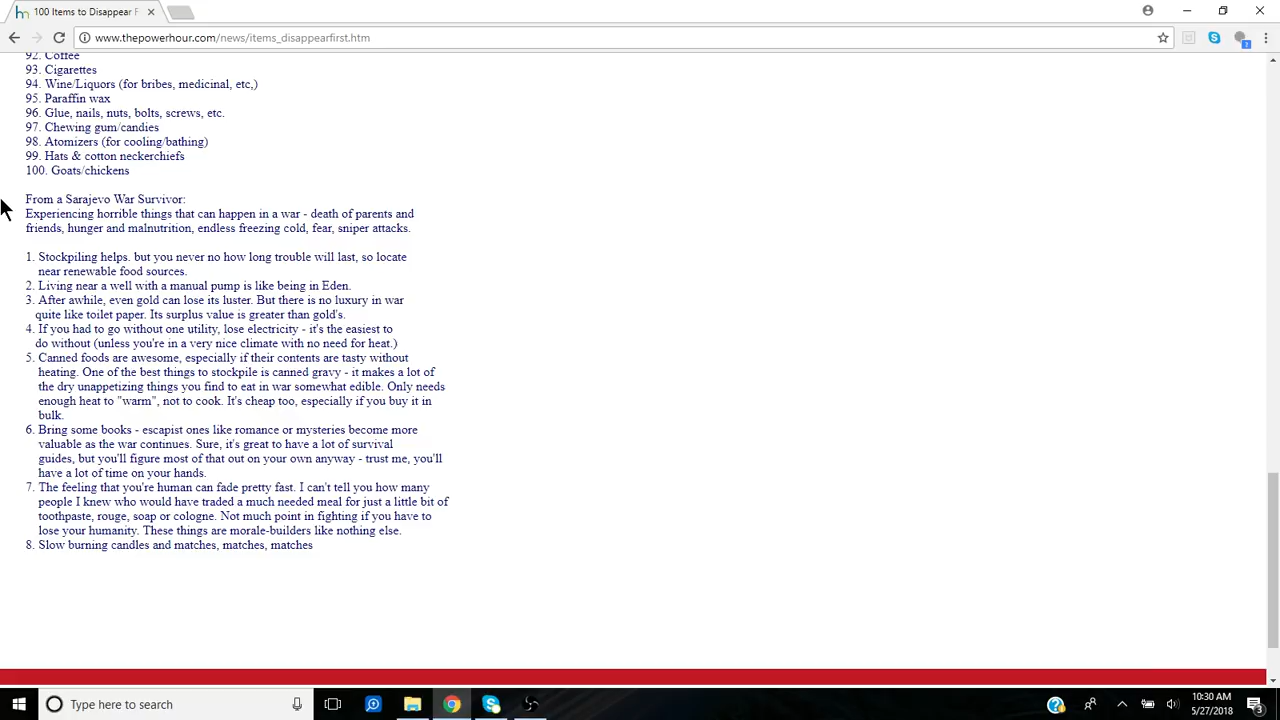 100 Items to Disappear F
www.thepowerhour.com/news/items_disappearfirst.htm
92. Coffee
93. Cigarettes
94. Wine/Liquors (for bribes, medicinal, etc,)
95. Paraffin wax
96. Glue, nails, nuts, bolts, screws, etc.
97. Chewing gum/candies
98. Atomizers (for cooling/bathing)
99. Hats & cotton neckerchiefs
100. Goats/chickens
From a Sarajevo War Survivor:
Experiencing horrible things that can happen in a war - death of parents and
friends, hunger and malnutrition, endless freezing cold, fear, sniper attacks.
1. Stockpiling helps. but you never no how long trouble will last, so locate
near renewable food sources.
2. Living near a well with a manual pump is like being in Eden.
3. After awhile, even gold can lose its luster. But there is no luxury in war
quite like toilet paper. Its surplus value is greater than gold's.
4. If you had to go without one utility, lose electricity - it's the easiest to
do without (unless you're in a very nice climate with no need for heat.)
5. Canned foods are awesome, especially if their contents are tasty without
heating. One of the best things to stockpile is canned gravy - it makes a lot of
the dry unappetizing things you find to eat in war somewhat edible. Only needs
enough heat to "warm", not to cook. It's cheap too, especially if you buy it in
bulk.
6. Bring some books - escapist ones like romance or mysteries become more
valuable as the war continues. Sure, it's great to have a lot of survival
guides, but you'll figure most of that out on your own anyway - trust me, you'll
have a lot of time on your hands.
7. The feeling that you're human can fade pretty fast. I can't tell you how many
people I knew who would have traded a much needed meal for just a little bit of
toothpaste, rouge, soap or cologne. Not much point in fighting if you have to
lose your humanity. These things are morale-builders like nothing else.
8. Slow burning candles and matches, matches, matches
Type here to search
10:30 AM
5/27/2018